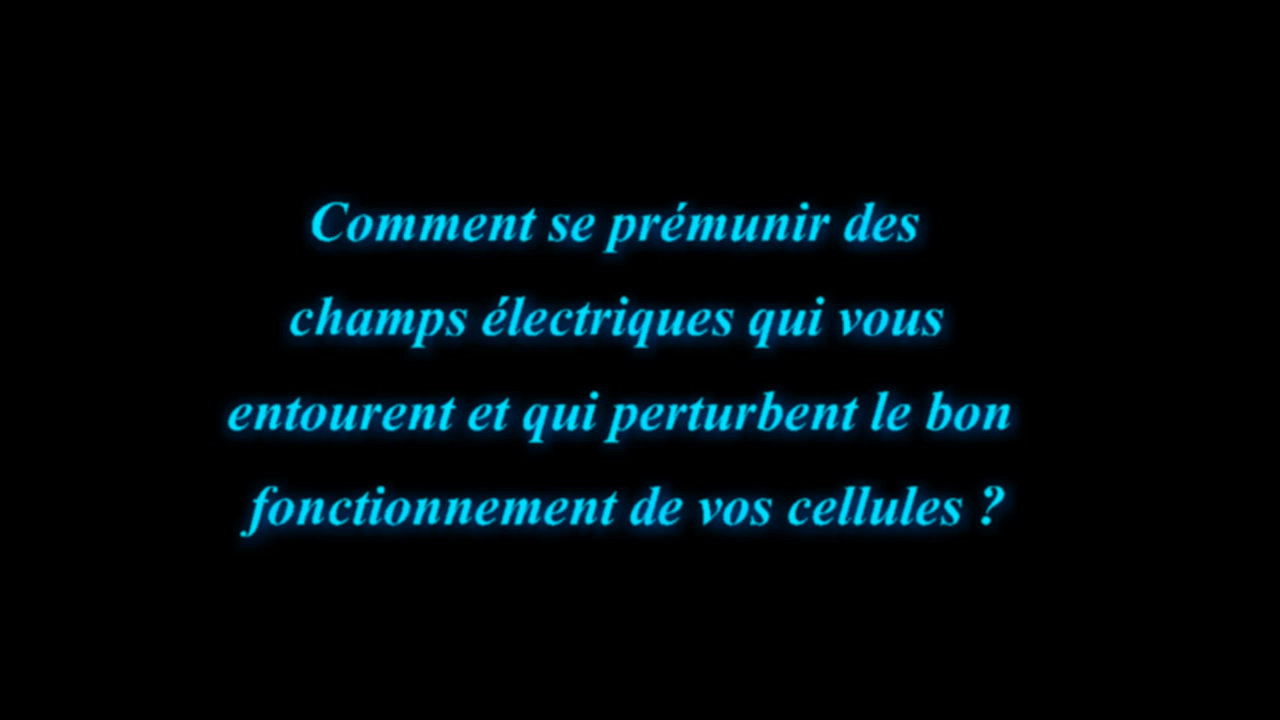 Comment se prémunir des
champs électriques qui vous
entourent et qui perturbent le bon
fonctionnement de vos cellules ?